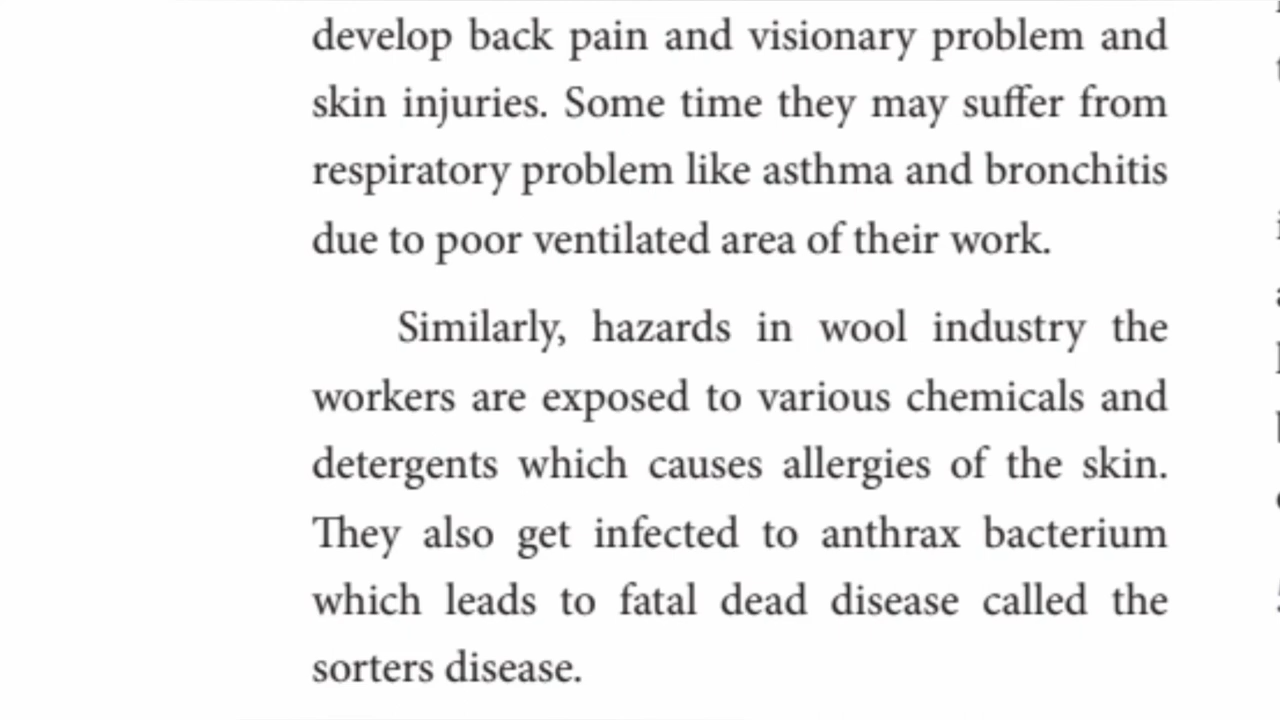 develop back pain and visionary problem and
skin injuries. Some time they may suffer from
respiratory problem like asthma and bronchitis
due to poor ventilated area of their work.
Similarly, hazards in wool industry the
workers are exposed to various chemicals and
detergents which causes allergies of the skin.
They also get infected to anthrax bacterium
which leads to fatal dead disease called the
sorters disease.